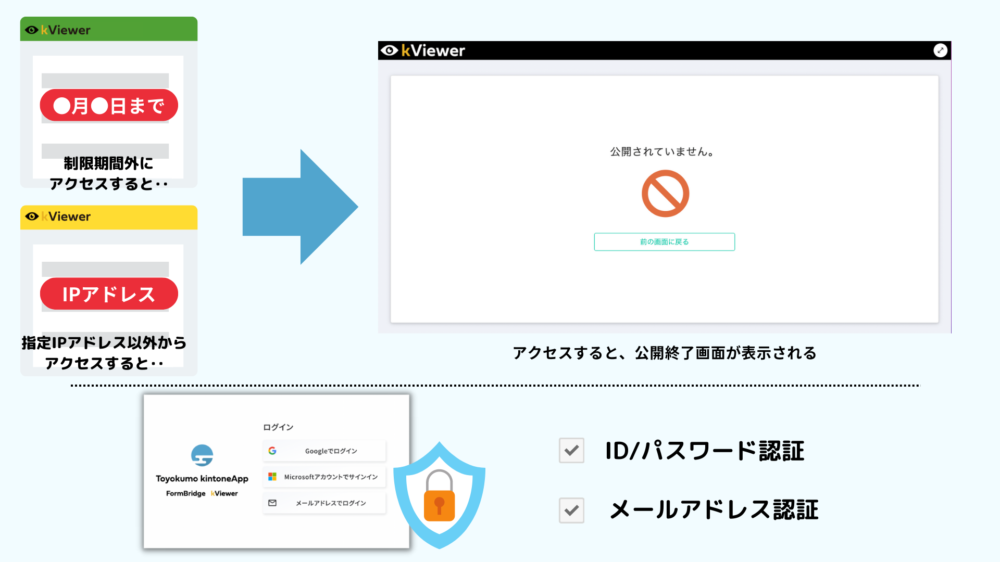 kViewer
●月●日まで
制限期間外に
アクセスすると‥
kViewer
IPアドレス
指定IPアドレス以外から
アクセスすると‥
kViewer
公開されていません。
前の画面に戻る
アクセスすると、公開終了画面が表示される
ログイン
Googleでログイン
Microsoftアカウントでサインイン
メールアドレスでログイン
Toyokumo kintoneApp
FormBridge kViewer
ID/パスワード認証
メールアドレス認証